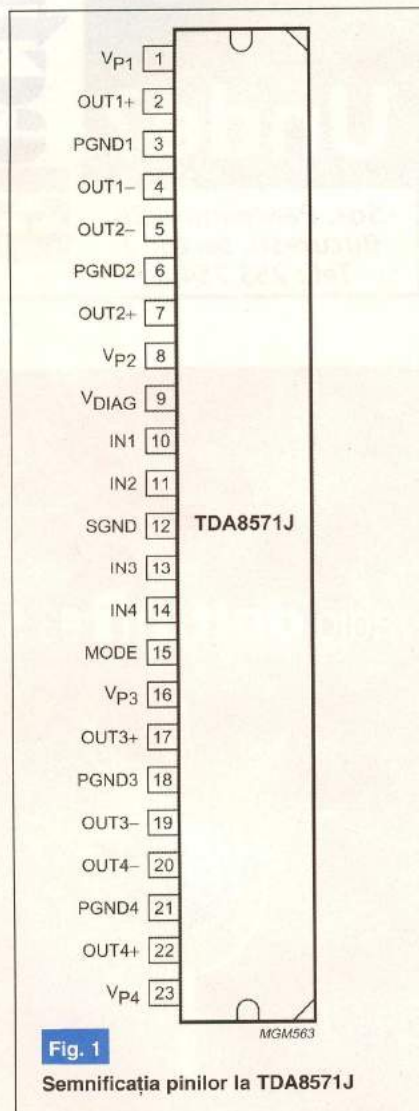 VP1 1
OUT1+ 2
PGND1 3
OUT1− 4
OUT2− 5
PGND2 6
OUT2+ 7
VP2 8
VDIAG 9
IN1 10
IN2 11
SGND 12
TDA8571J
IN3 13
IN4 14
MODE 15
VP3 16
OUT3+ 17
PGND3 18
OUT3− 19
OUT4− 20
PGND4 21
OUT4+ 22
VP4 23
MGM563
Fig. 1
Semnificația pinilor la TDA8571J